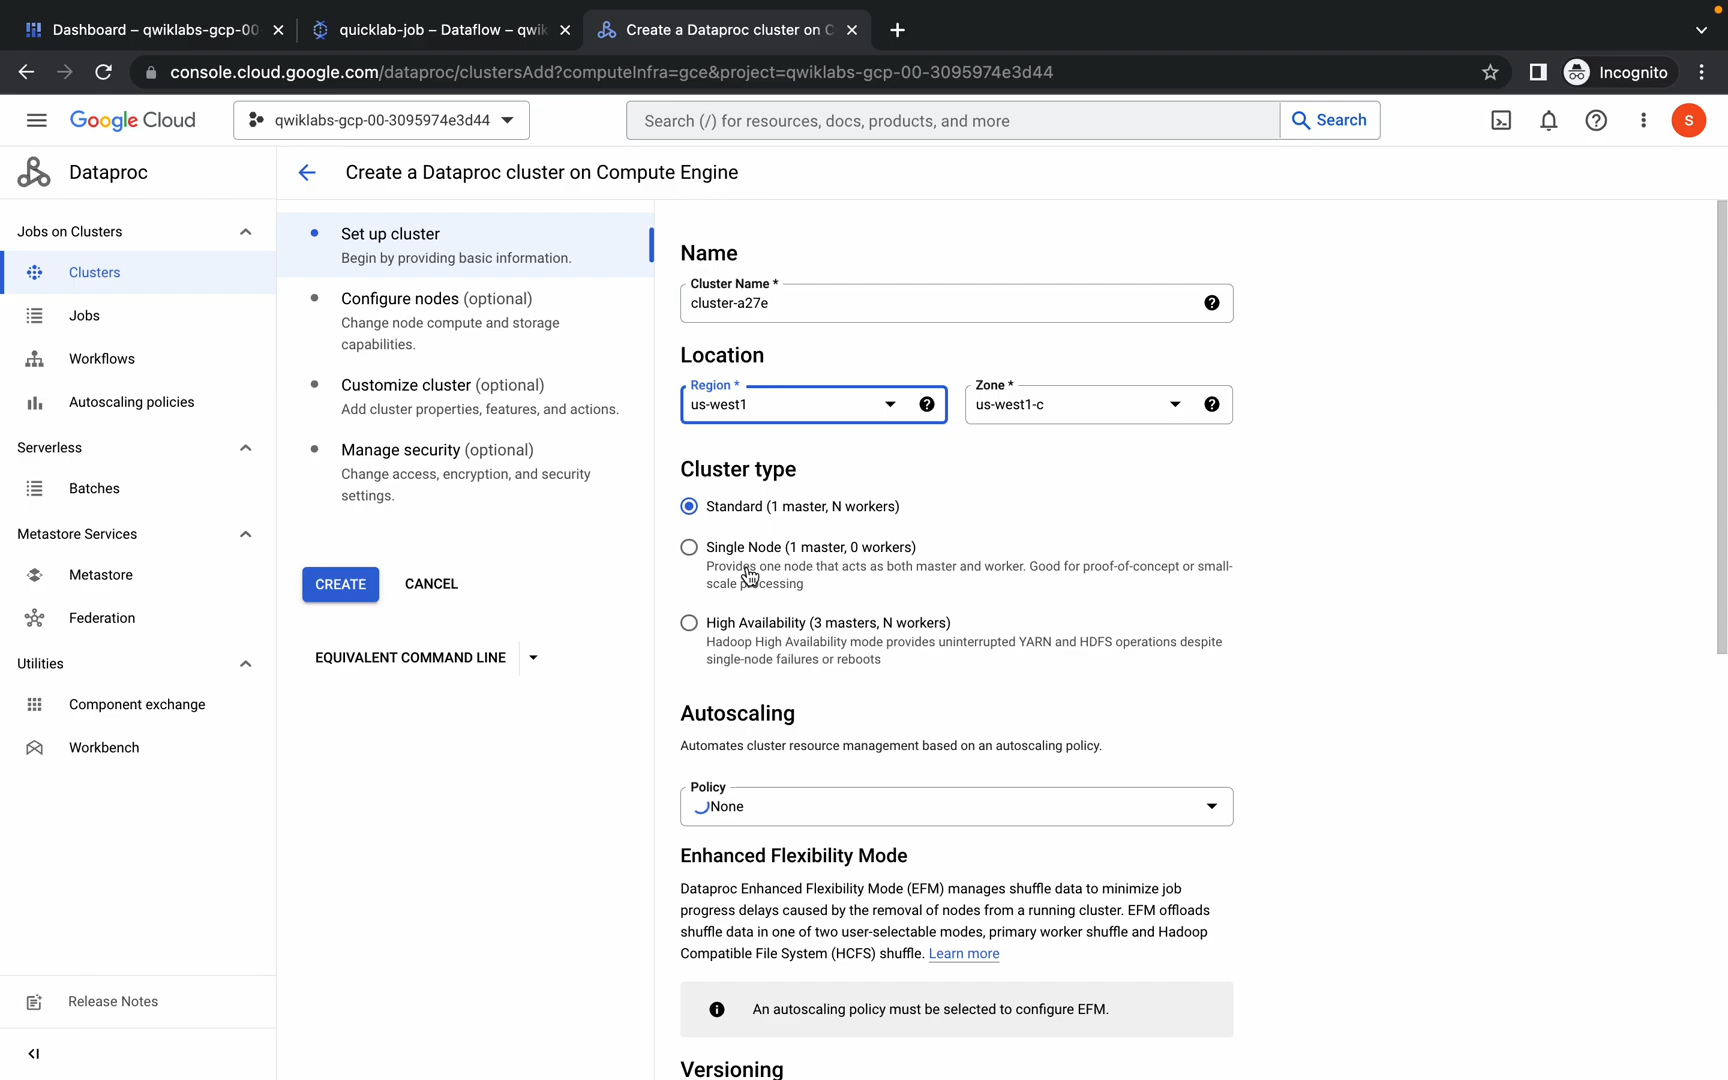 Dashboard – qwiklabs-gcp-00-
quicklab-job – Dataflow – qwik
Create a Dataproc cluster on C
console.cloud.google.com/dataproc/clustersAdd?computeInfra=gce&project=qwiklabs-gcp-00-3095974e3d44
Incognito
Google Cloud
qwiklabs-gcp-00-3095974e3d44
Search (/) for resources, docs, products, and more
Search
S
Dataproc
Create a Dataproc cluster on Compute Engine
Jobs on Clusters
Clusters
Jobs
Workflows
Autoscaling policies
Serverless
Batches
Metastore Services
Metastore
Federation
Utilities
Component exchange
Workbench
Release Notes
Set up cluster
Begin by providing basic information.
Configure nodes (optional)
Change node compute and storage
capabilities.
Customize cluster (optional)
Add cluster properties, features, and actions.
Manage security (optional)
Change access, encryption, and security
settings.
CREATE
CANCEL
EQUIVALENT COMMAND LINE
Name
Cluster Name *
cluster-a27e
Location
Region *
us-west1
Zone *
us-west1-c
Cluster type
Standard (1 master, N workers)
Single Node (1 master, 0 workers)
Provides one node that acts as both master and worker. Good for proof-of-concept or small-
scale processing
High Availability (3 masters, N workers)
Hadoop High Availability mode provides uninterrupted YARN and HDFS operations despite
single-node failures or reboots
Autoscaling
Automates cluster resource management based on an autoscaling policy.
Policy
None
Enhanced Flexibility Mode
Dataproc Enhanced Flexibility Mode (EFM) manages shuffle data to minimize job
progress delays caused by the removal of nodes from a running cluster. EFM offloads
shuffle data in one of two user-selectable modes, primary worker shuffle and Hadoop
Compatible File System (HCFS) shuffle. Learn more
An autoscaling policy must be selected to configure EFM.
Versioning